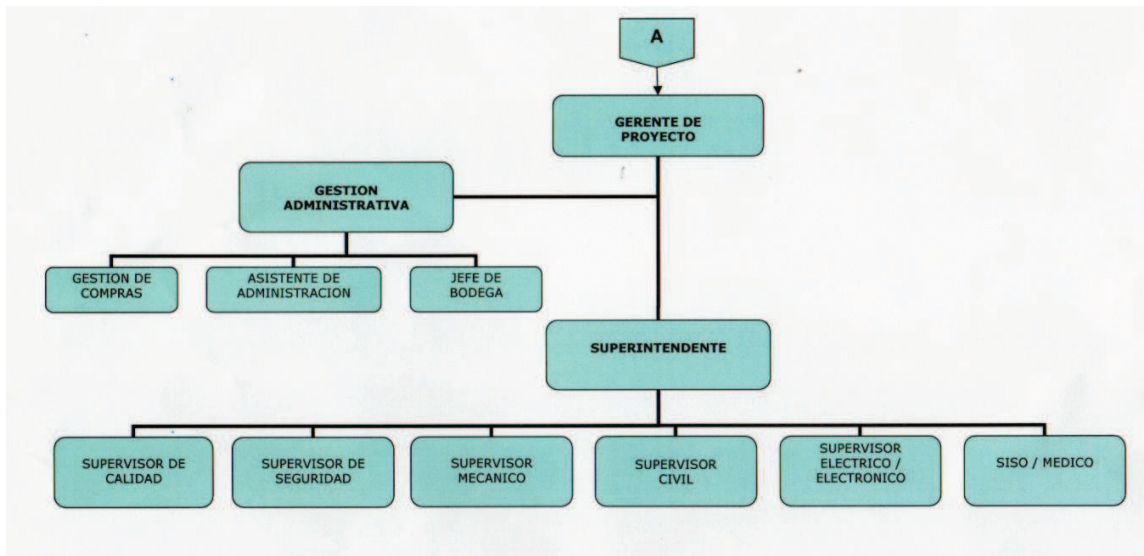 A
GERENTE DE
PROYECTO
GESTION
ADMINISTRATIVA
GESTION DE
COMPRAS
ASISTENTE DE
ADMINISTRACION
JEFE DE
BODEGA
SUPERINTENDENTE
SUPERVISOR DE
CALIDAD
SUPERVISOR DE
SEGURIDAD
SUPERVISOR
MECANICO
SUPERVISOR
CIVIL
SUPERVISOR
ELECTRICO /
ELECTRONICO
SISO / MEDICO